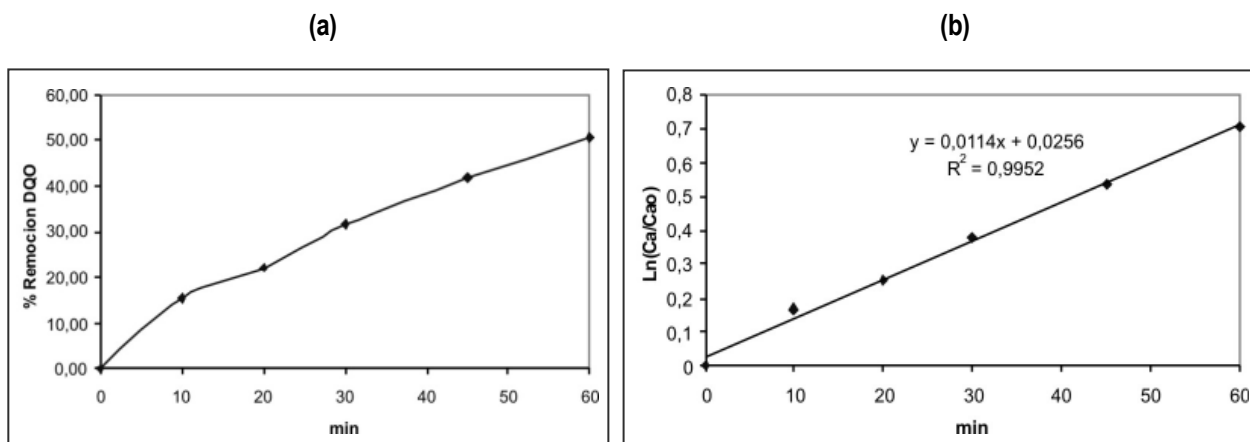 (a)
% Remocion DQO
60,00
50,00
40,00
30,00
20,00
10,00
0,00
0 10 20 30 40 50 60
min
(b)
Ln(Ca/Cao)
0,8
0,7
0,6
0,5
0,4
0,3
0,2
0,1
0
y = 0,0114x + 0,0256
R² = 0,9952
0 10 20 30 40 50 60
min